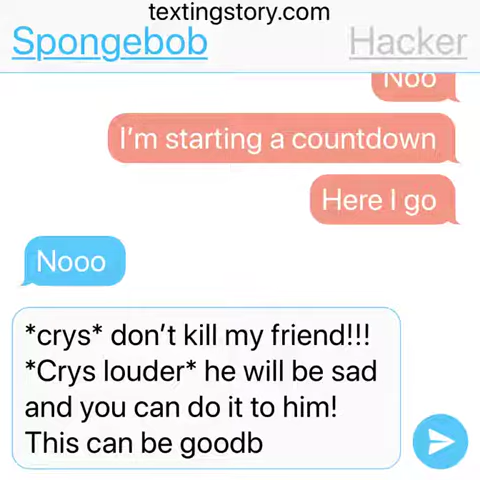 textingstory.com
Spongebob
Hacker
Noo
I'm starting a countdown
Here I go
Nooo
*crys* don't kill my friend!!!
*Crys louder* he will be sad
and you can do it to him!
This can be goodb